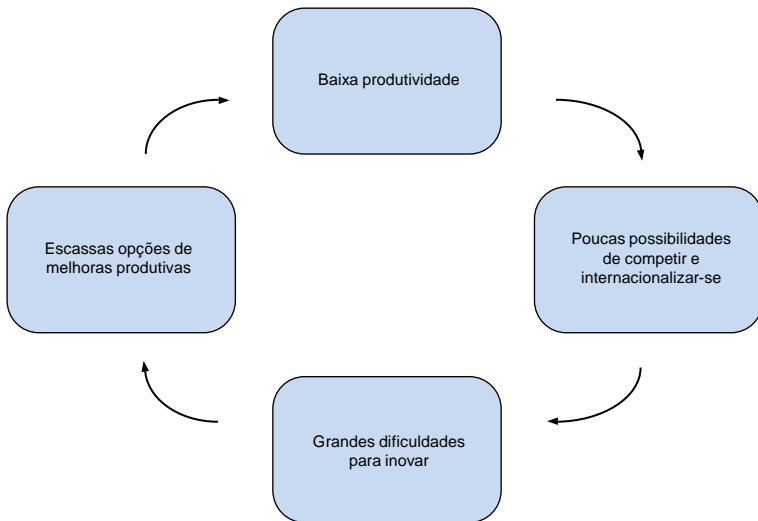 Baixa produtividade
Escassas opções de
melhoras produtivas
Poucas possibilidades
de competir e
internacionalizar-se
Grandes dificuldades
para inovar